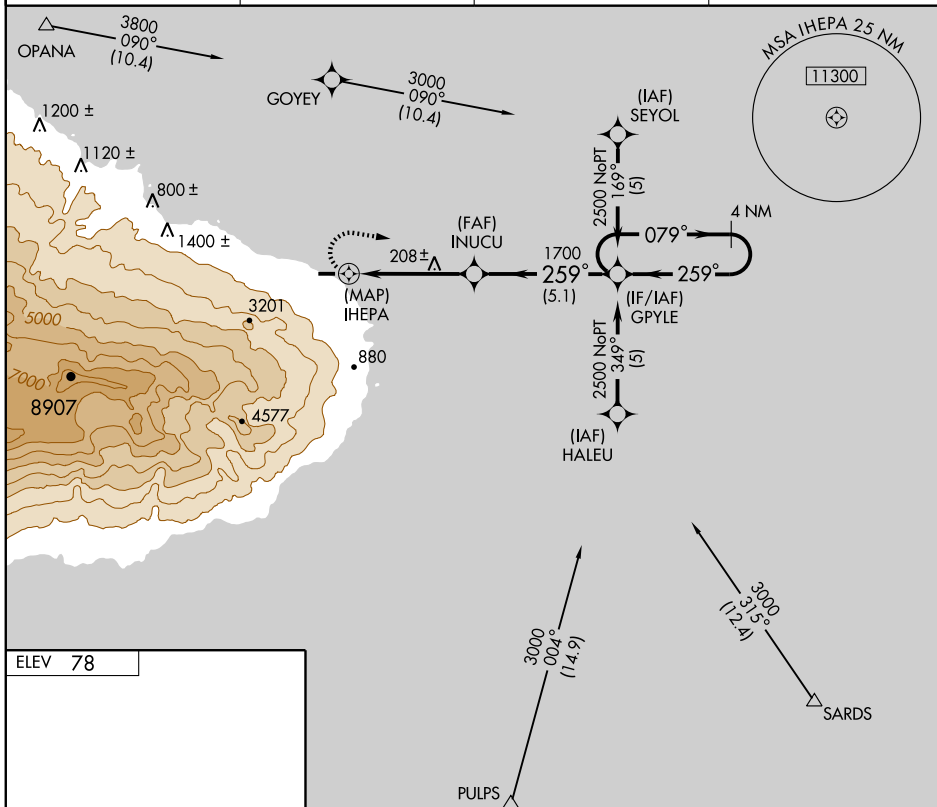 OPANA
3800
090°
(10.4)
GOYEY
3000
090°
(10.4)
MSA IHEPA 25 NM
11300
(IAF)
SEYOL
2500 NoPT
169°
(5)
1200 ±
1120 ±
800 ±
1400 ±
4 NM
079°
(FAF)
INUCU
208±
1700
259°
(5.1)
259°
(IF/IAF)
GPYLE
(MAP)
IHEPA
3201
5000
880
7000
8907
4577
2500 NoPT
349°
(5)
(IAF)
HALEU
3000
315°
(12.4)
SARDS
3000
004°
(14.9)
PULPS
ELEV 78